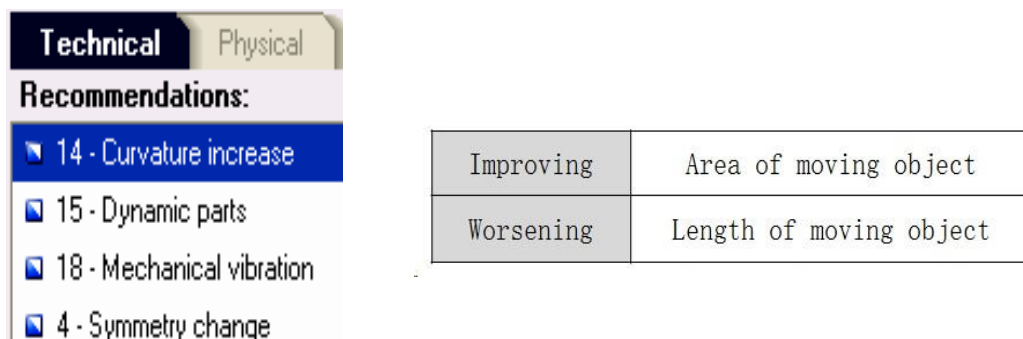 Technical Physical
Recommendations:
14 - Curvature increase
15 - Dynamic parts
18 - Mechanical vibration
4 - Symmetry change
Improving Area of moving object
Worsening Length of moving object